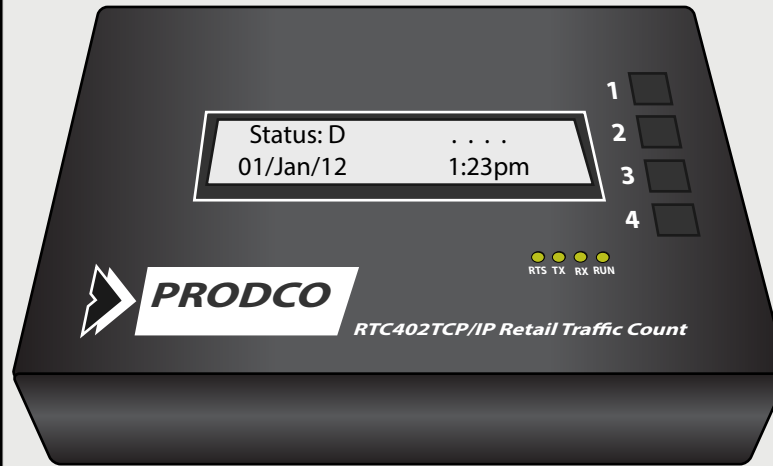 1
Status: D . . . .
2
01/Jan/12 1:23pm
3
4
RTS TX RX RUN
PRODCO
RTC402TCP/IP Retail Traffic Count